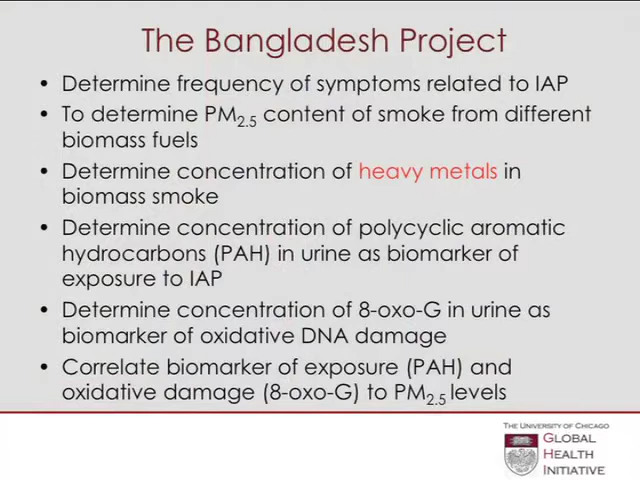 The Bangladesh Project
• Determine frequency of symptoms related to IAP
• To determine PM2.5 content of smoke from different
biomass fuels
• Determine concentration of heavy metals in
biomass smoke
• Determine concentration of polycyclic aromatic
hydrocarbons (PAH) in urine as biomarker of
exposure to IAP
• Determine concentration of 8-oxo-G in urine as
biomarker of oxidative DNA damage
• Correlate biomarker of exposure (PAH) and
oxidative damage (8-oxo-G) to PM2.5 levels
THE UNIVERSITY OF CHICAGO
GLOBAL
HEALTH
INITIATIVE